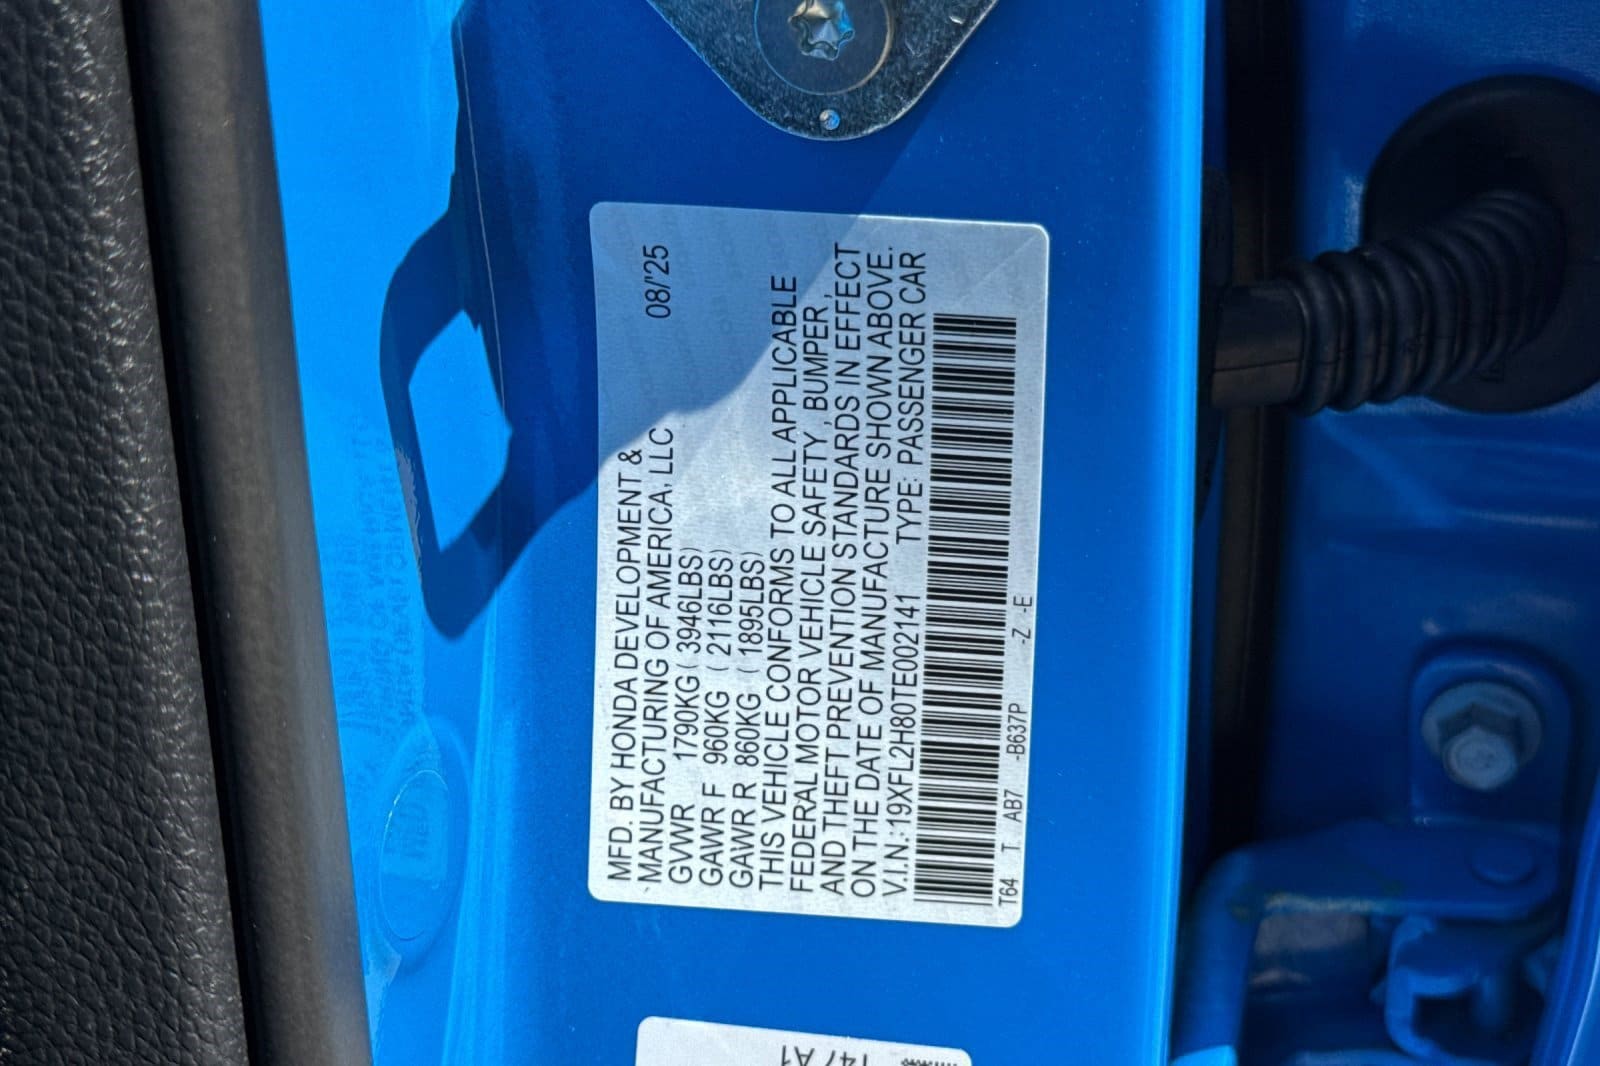 08/'25
MFD. BY HONDA DEVELOPMENT &
MANUFACTURING OF AMERICA, LLC
GVWR 1790KG ( 3946LBS)
GAWR F 960KG ( 2116LBS)
GAWR R 860KG ( 1895LBS)
THIS VEHICLE CONFORMS TO ALL APPLICABLE
FEDERAL MOTOR VEHICLE SAFETY, BUMPER,
AND THEFT PREVENTION STANDARDS IN EFFECT
ON THE DATE OF MANUFACTURE SHOWN ABOVE.
V.I.N.: 19XFL2H80TE002141 TYPE: PASSENGER CAR
T64 T. AB7 -B637P -Z -E